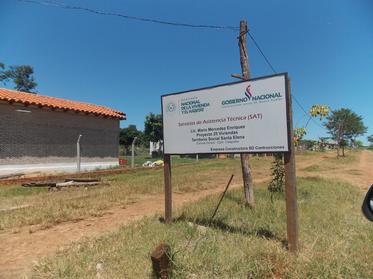 NACIONAL
DE LA VIVIENDA
Y EL HÁBITAT
GOBIERNO NACIONAL
Servicios de Asistencia Técnica (SAT)
Lic. Mario Mercedes Enriquez
Proyecto 25 Viviendas
Territorio Social Santa Elena
Empresa Constructora BD Construcciones